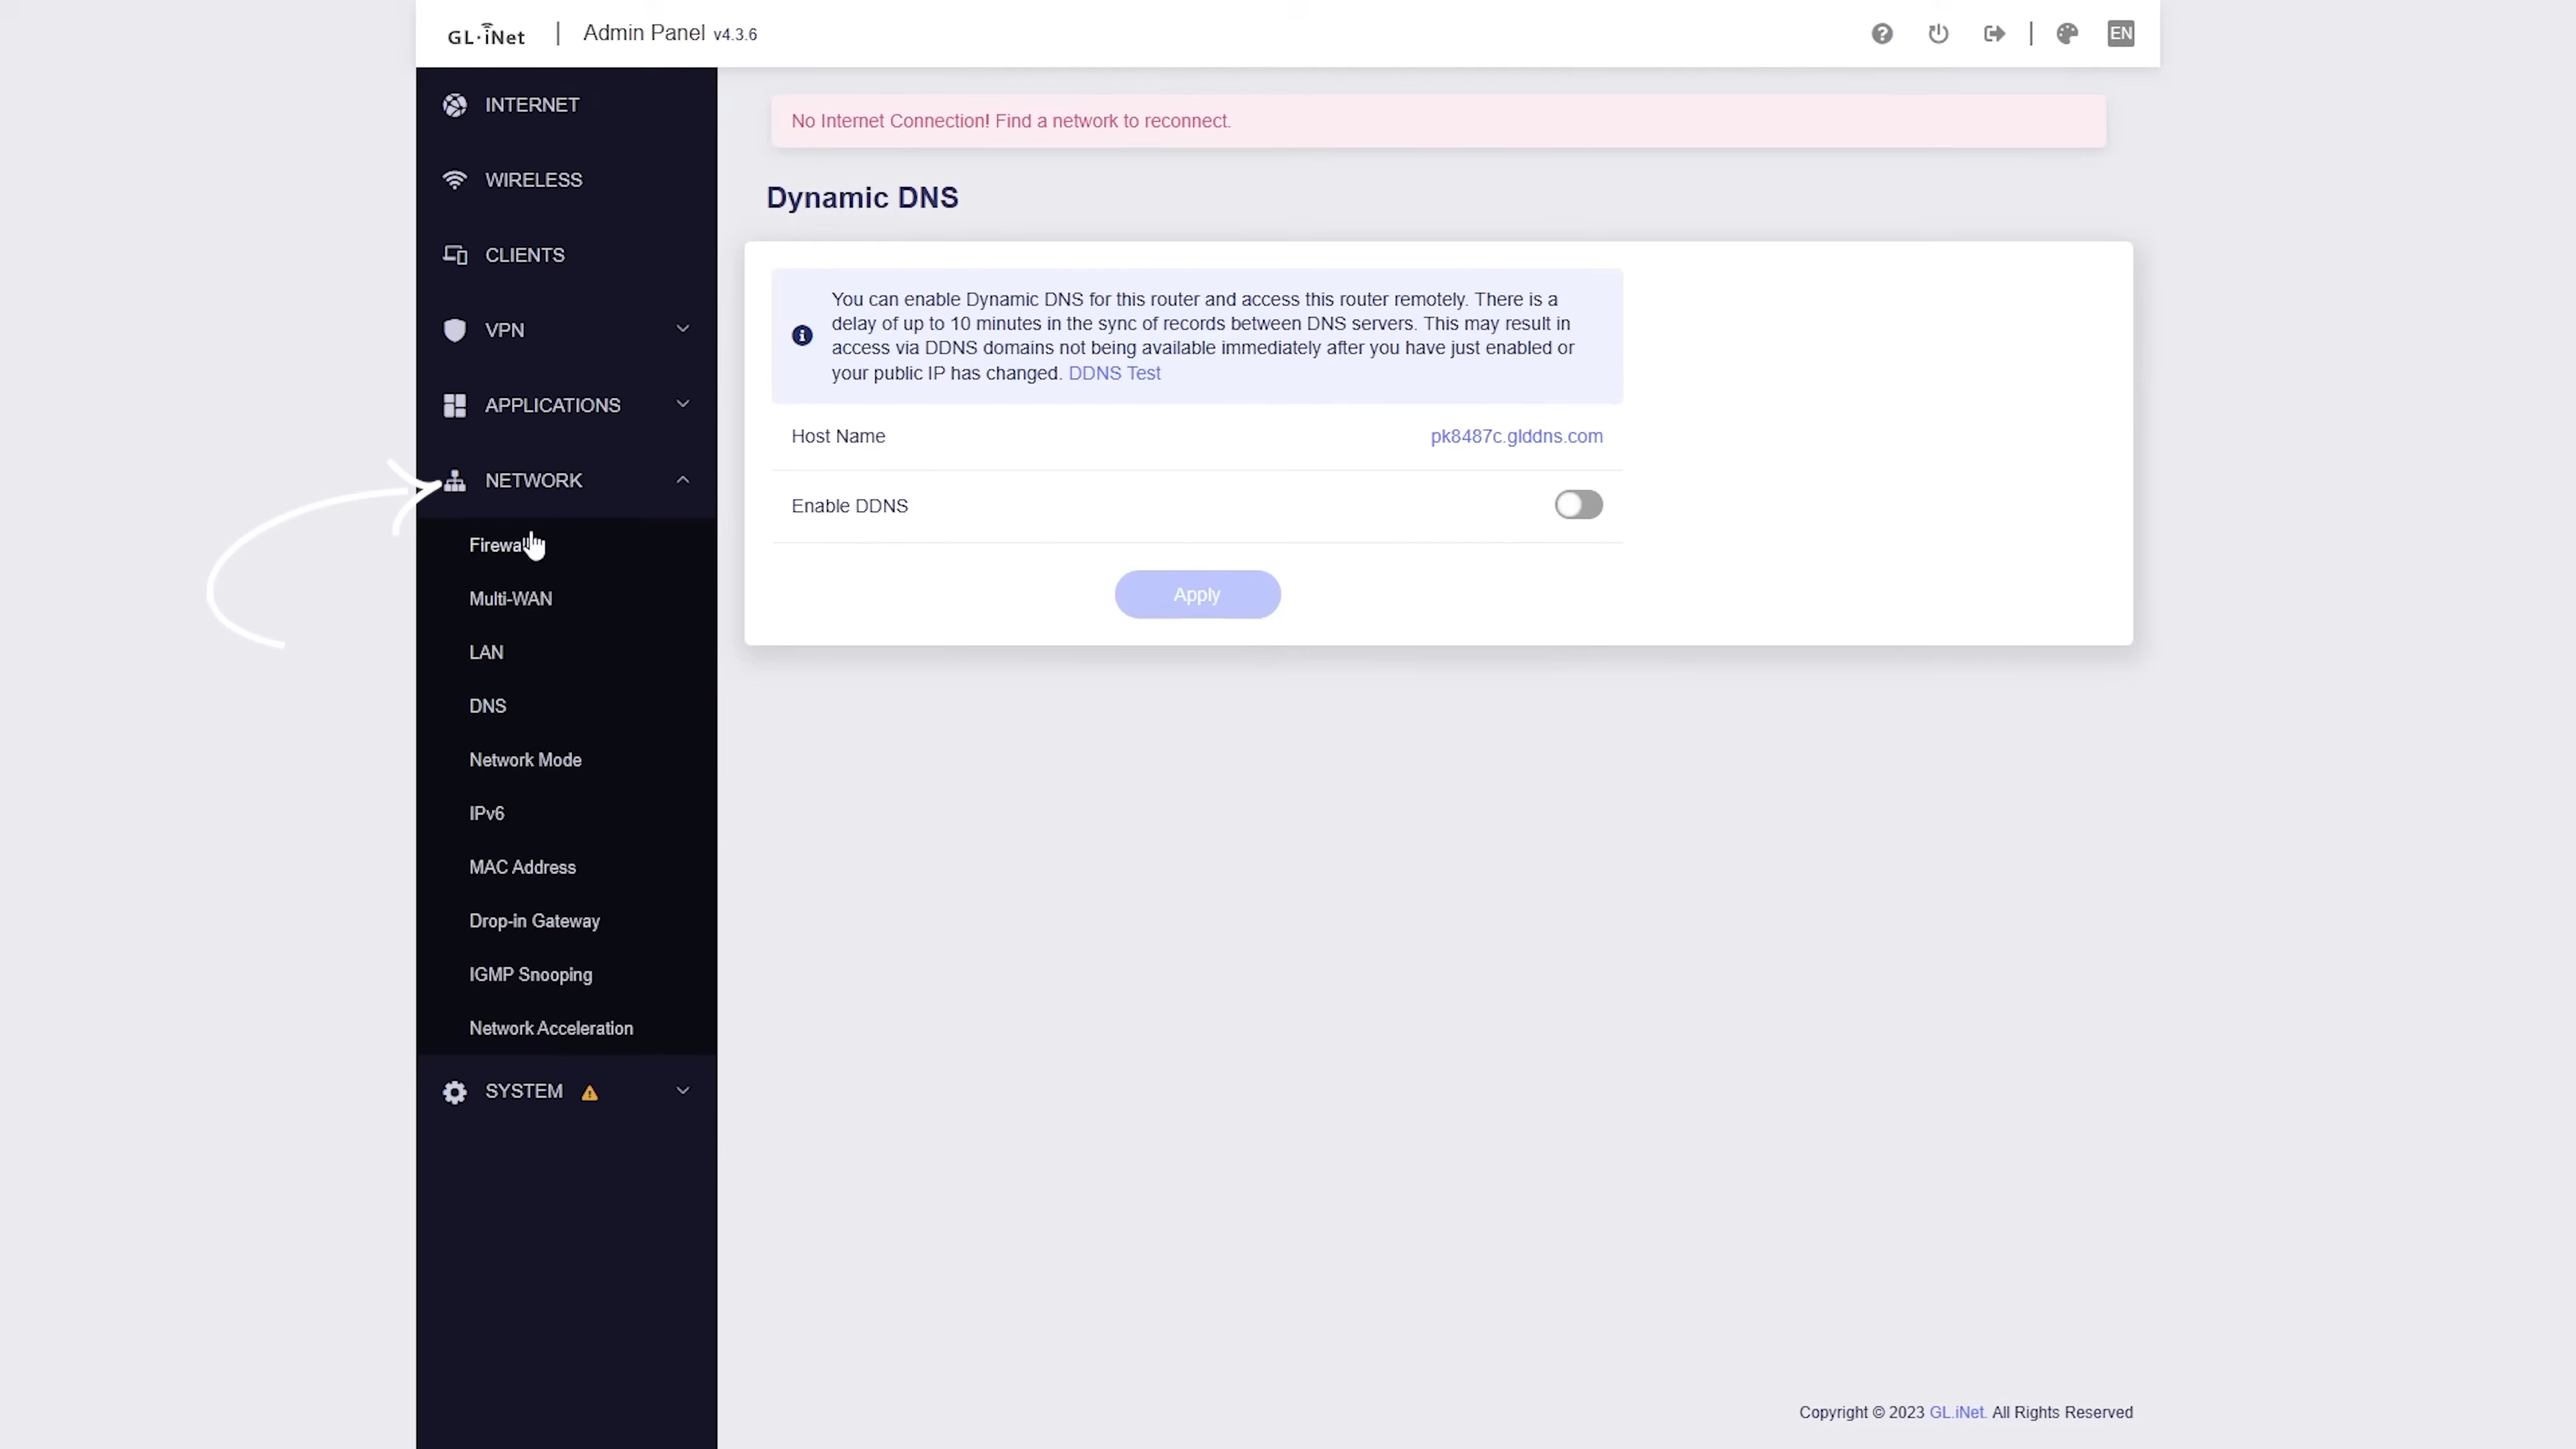 GL·iNet | Admin Panel v4.3.6
EN
INTERNET
WIRELESS
CLIENTS
VPN
APPLICATIONS
NETWORK
Firewall
Multi-WAN
LAN
DNS
Network Mode
IPv6
MAC Address
Drop-in Gateway
IGMP Snooping
Network Acceleration
SYSTEM
No Internet Connection! Find a network to reconnect.
Dynamic DNS
You can enable Dynamic DNS for this router and access this router remotely. There is a
delay of up to 10 minutes in the sync of records between DNS servers. This may result in
access via DDNS domains not being available immediately after you have just enabled or
your public IP has changed. DDNS Test
Host Name pk8487c.glddns.com
Enable DDNS
Apply
Copyright © 2023 GL.iNet. All Rights Reserved